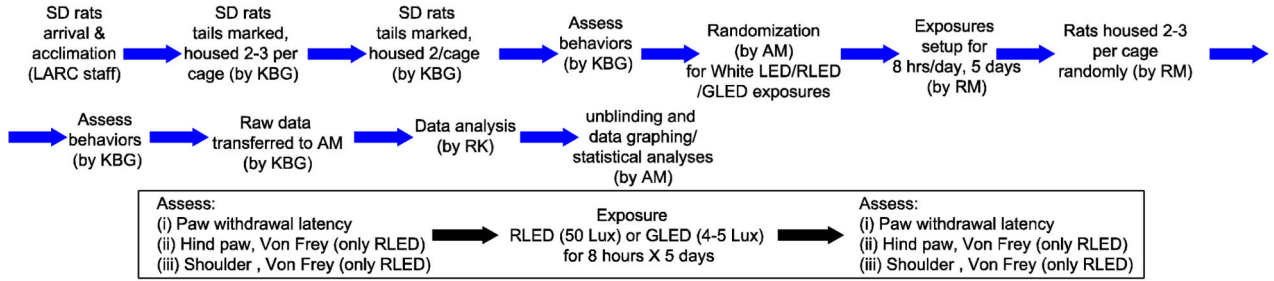 SD rats
arrival &
acclimation
(LARC staff)
SD rats
tails marked,
housed 2-3 per
cage (by KBG)
SD rats
tails marked,
housed 2/cage
(by KBG)
Assess
behaviors
(by KBG)
Randomization
(by AM)
for White LED/RLED
/GLED exposures
Exposures
setup for
8 hrs/day, 5 days
(by RM)
Rats housed 2-3
per cage
randomly (by RM)
Assess
behaviors
(by KBG)
Raw data
transferred to AM
(by KBG)
Data analysis
(by RK)
unblinding and
data graphing/
statistical analyses
(by AM)
Assess:
(i) Paw withdrawal latency
(ii) Hind paw, Von Frey (only RLED)
(iii) Shoulder , Von Frey (only RLED)
Exposure
RLED (50 Lux) or GLED (4-5 Lux)
for 8 hours X 5 days
Assess:
(i) Paw withdrawal latency
(ii) Hind paw, Von Frey (only RLED)
(iii) Shoulder , Von Frey (only RLED)